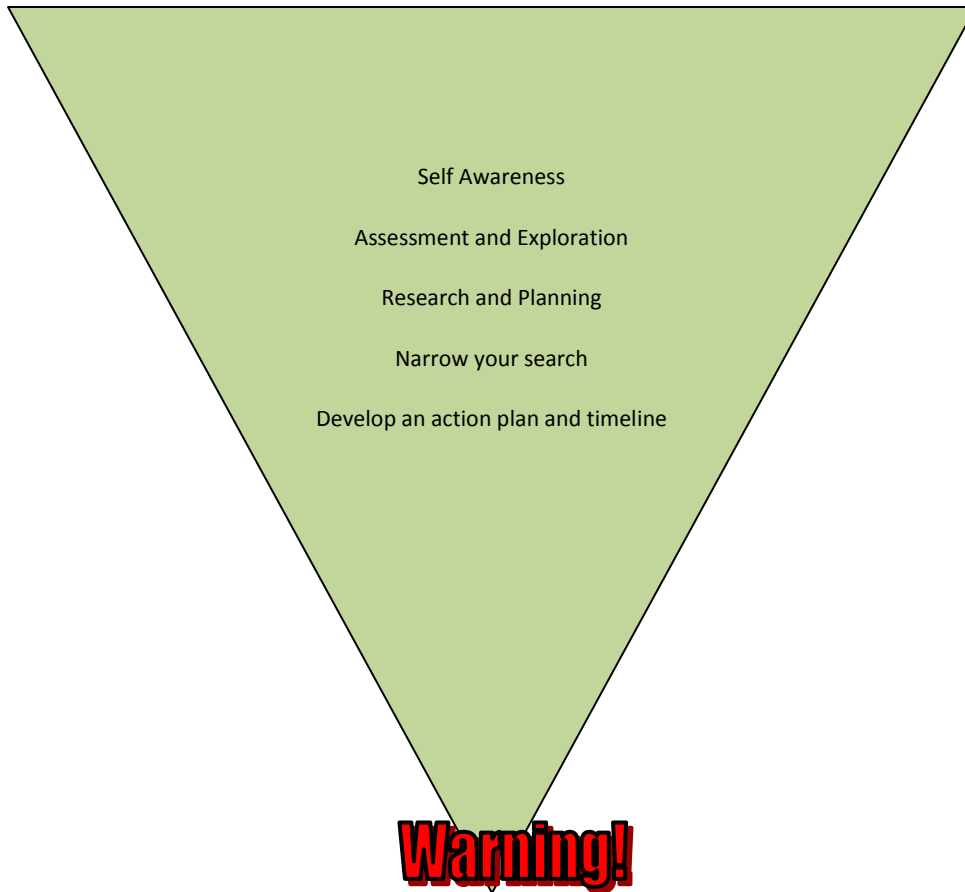 Self Awareness
Assessment and Exploration
Research and Planning
Narrow your search
Develop an action plan and timeline
Warning!